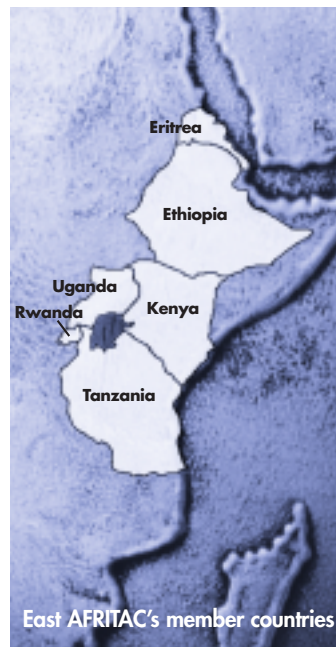 Eritrea
Ethiopia
Uganda
Rwanda
Kenya
Tanzania
East AFRITAC's member countries